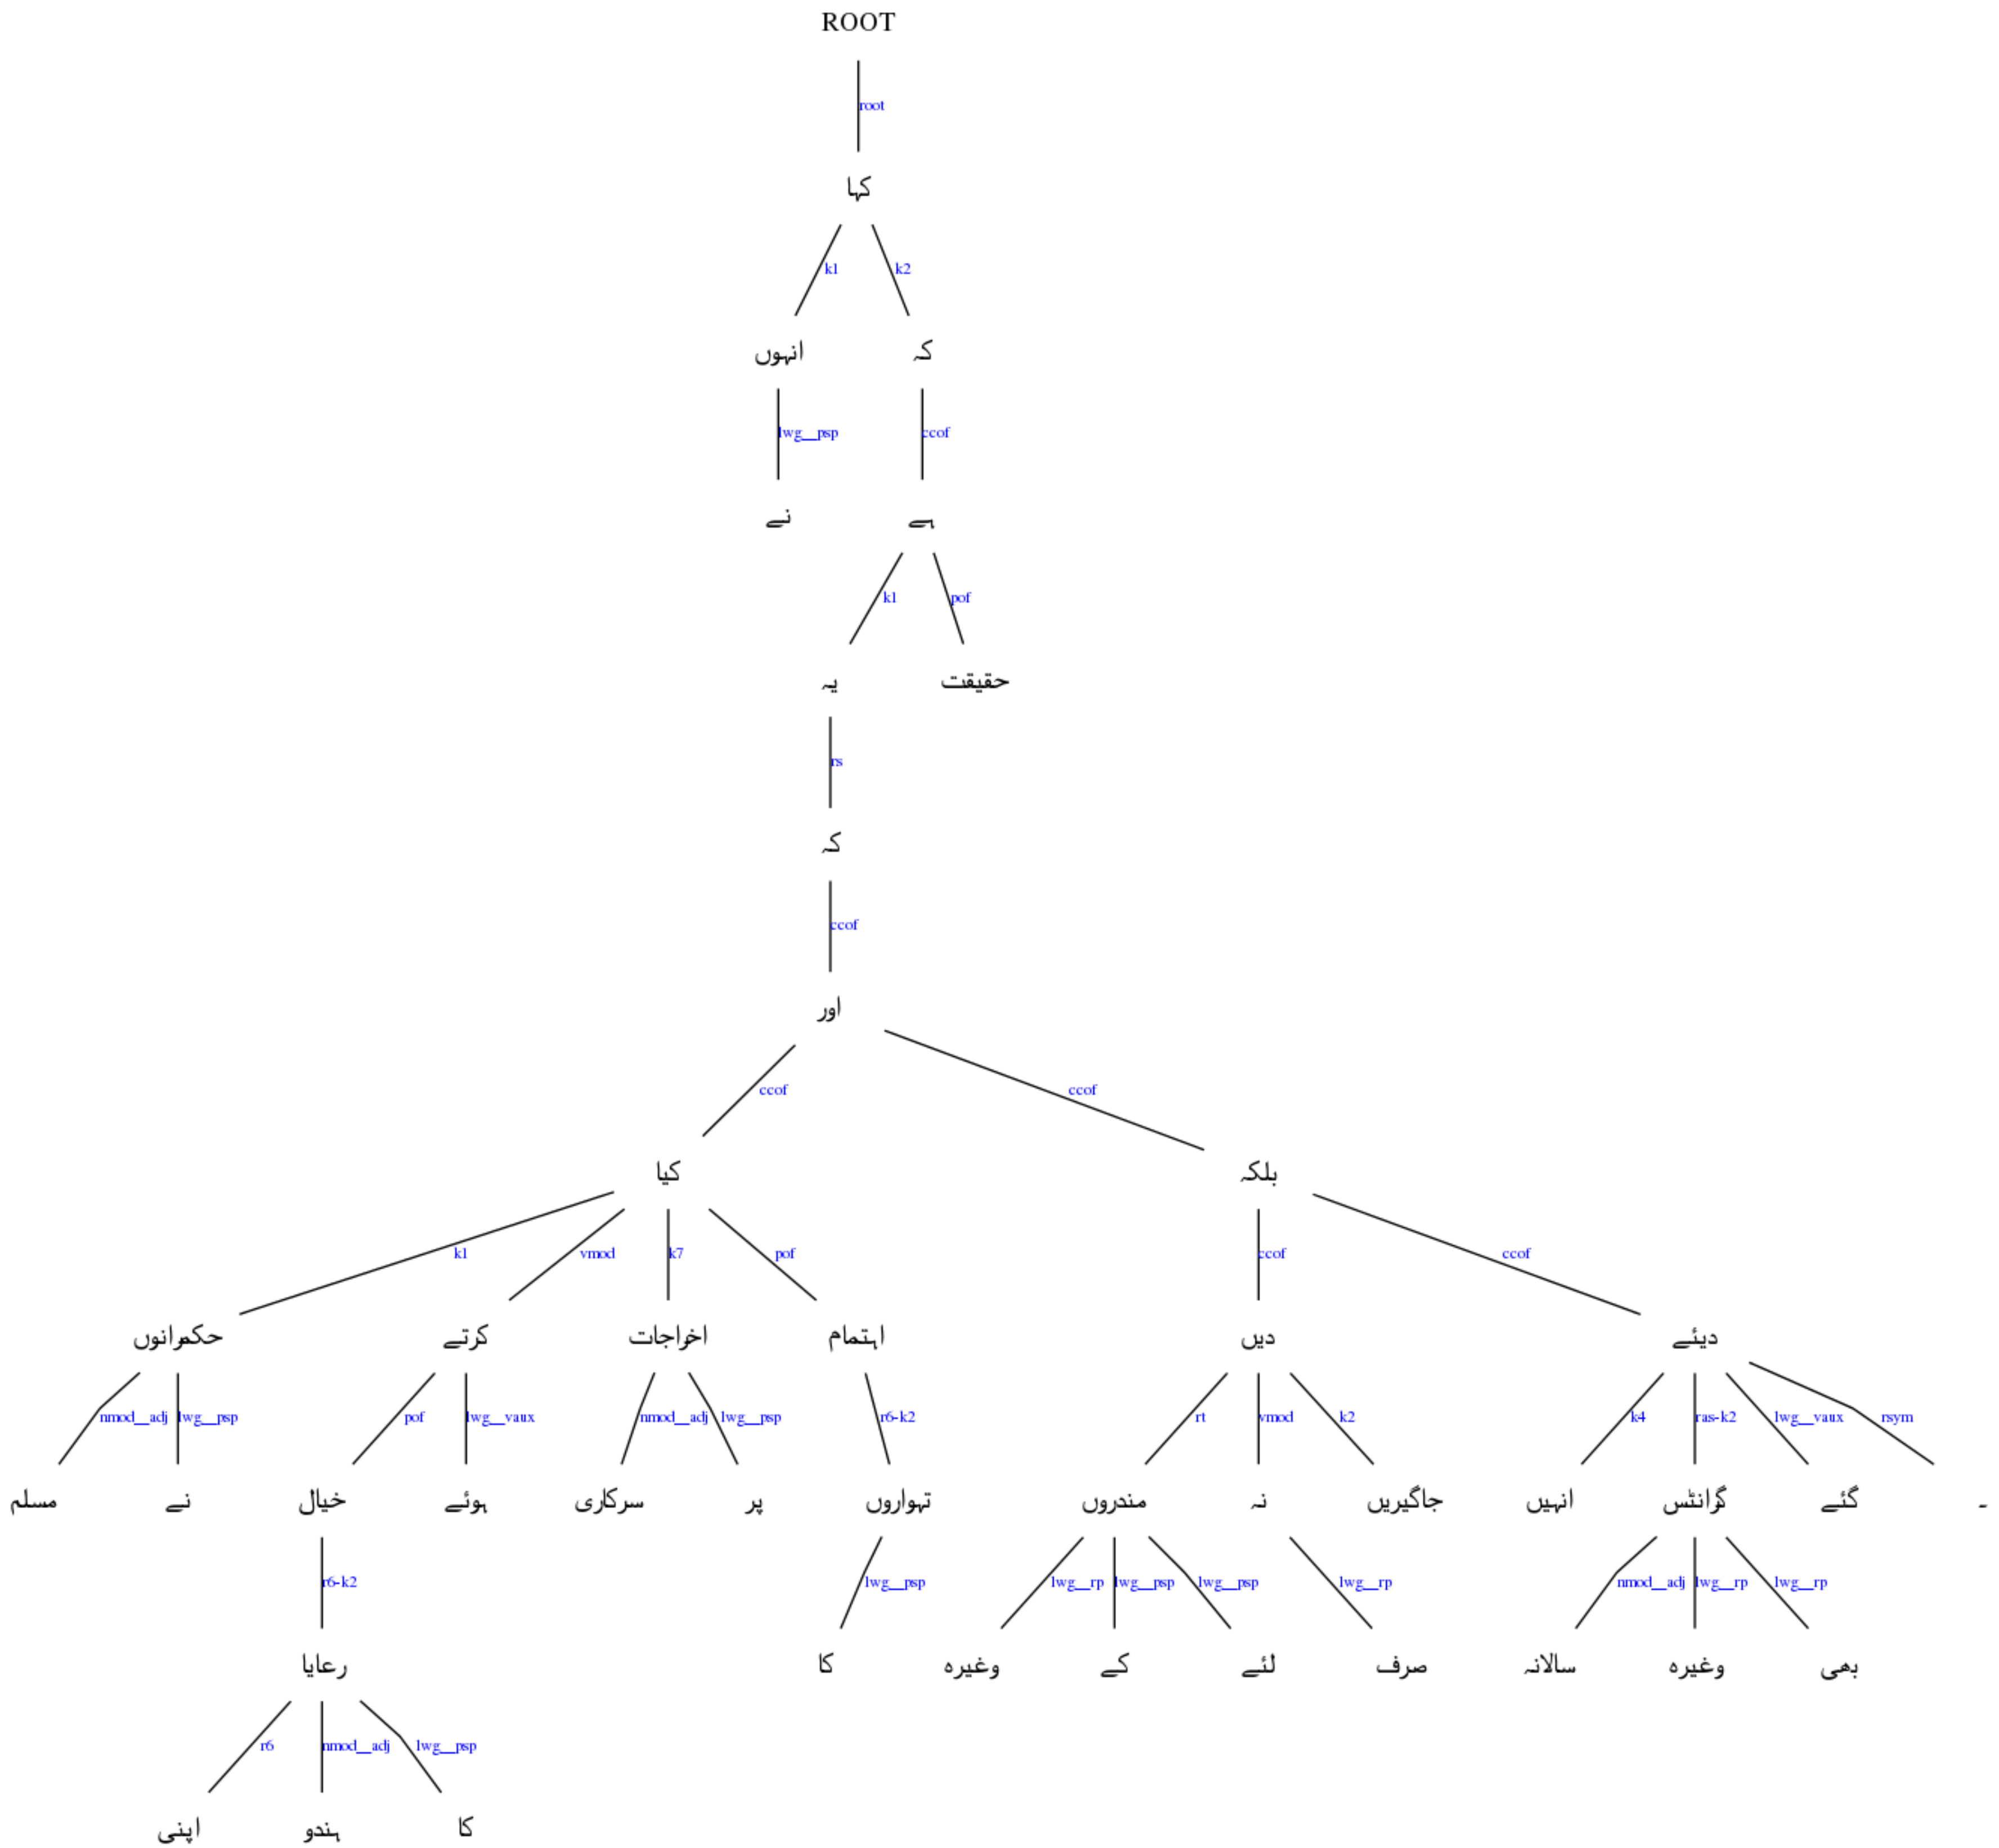 ROOT
root
کہا
k1 k2
انہوں کہ
lwg__psp ccof
نے ہے
k1 pof
یہ حقیقت
rs
کہ
ccof
اور
ccof ccof
کیا بلکہ
k1 vmod k7 pof ccof ccof
حکمرانوں کرتے اخراجات اہتمام دیں دیئے
nmod__adj lwg__psp pof lwg__vaux nmod__adj lwg__psp r6-k2 rt vmod k2 k4 ras-k2 lwg__vaux rsym
مسلم نے خیال ہوئے سرکاری پر تہواروں مندروں نہ جاگیریں انہیں گرانٹس گئے ۔
r6-k2 lwg__psp lwg__rp lwg__psp lwg__psp lwg__rp nmod__adj lwg__rp lwg__rp
رعایا کا وغیرہ کے لئے صرف سالانہ وغیرہ بھی
r6 nmod__adj lwg__psp
اپنی ہندو کا